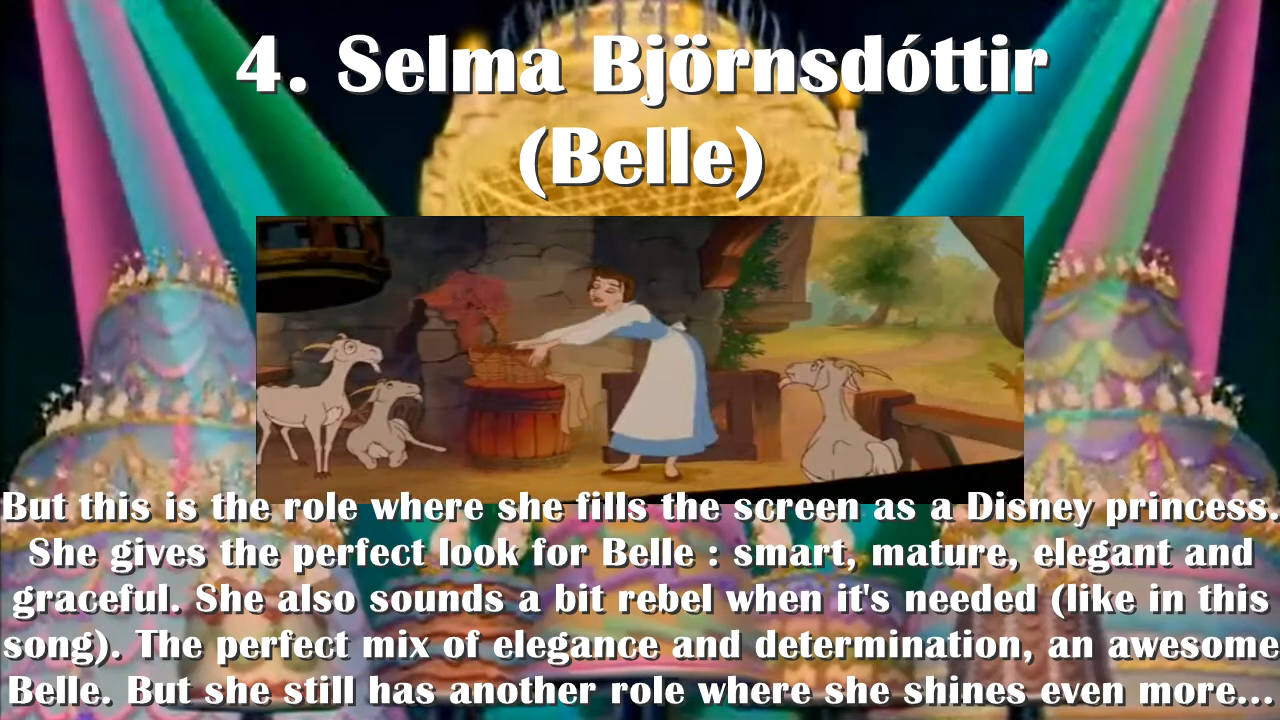 4. Selma Björnsdóttir
(Belle)
But this is the role where she fills the screen as a Disney princess.
She gives the perfect look for Belle : smart, mature, elegant and
graceful. She also sounds a bit rebel when it's needed (like in this
song). The perfect mix of elegance and determination, an awesome
Belle. But she still has another role where she shines even more...